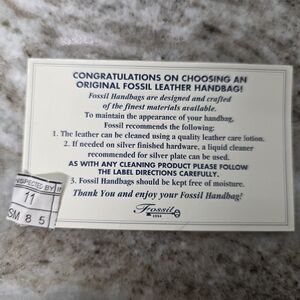 CONGRATULATIONS ON CHOOSING AN
ORIGINAL FOSSIL LEATHER HANDBAG!
Fossil Handbags are designed and crafted
of the finest materials available.
To maintain the appearance of your handbag,
Fossil recommends the following:
1. The leather can be cleaned using a quality leather care lotion.
2. If needed on silver finished hardware, a liquid cleaner
recommended for silver plate can be used.
AS WITH ANY CLEANING PRODUCT PLEASE FOLLOW
THE LABEL DIRECTIONS CAREFULLY.
3. Fossil Handbags should be kept free of moisture.
Thank You and enjoy your Fossil Handbag!
Fossil
1954
INSPECTED BY
11
SM 8 5